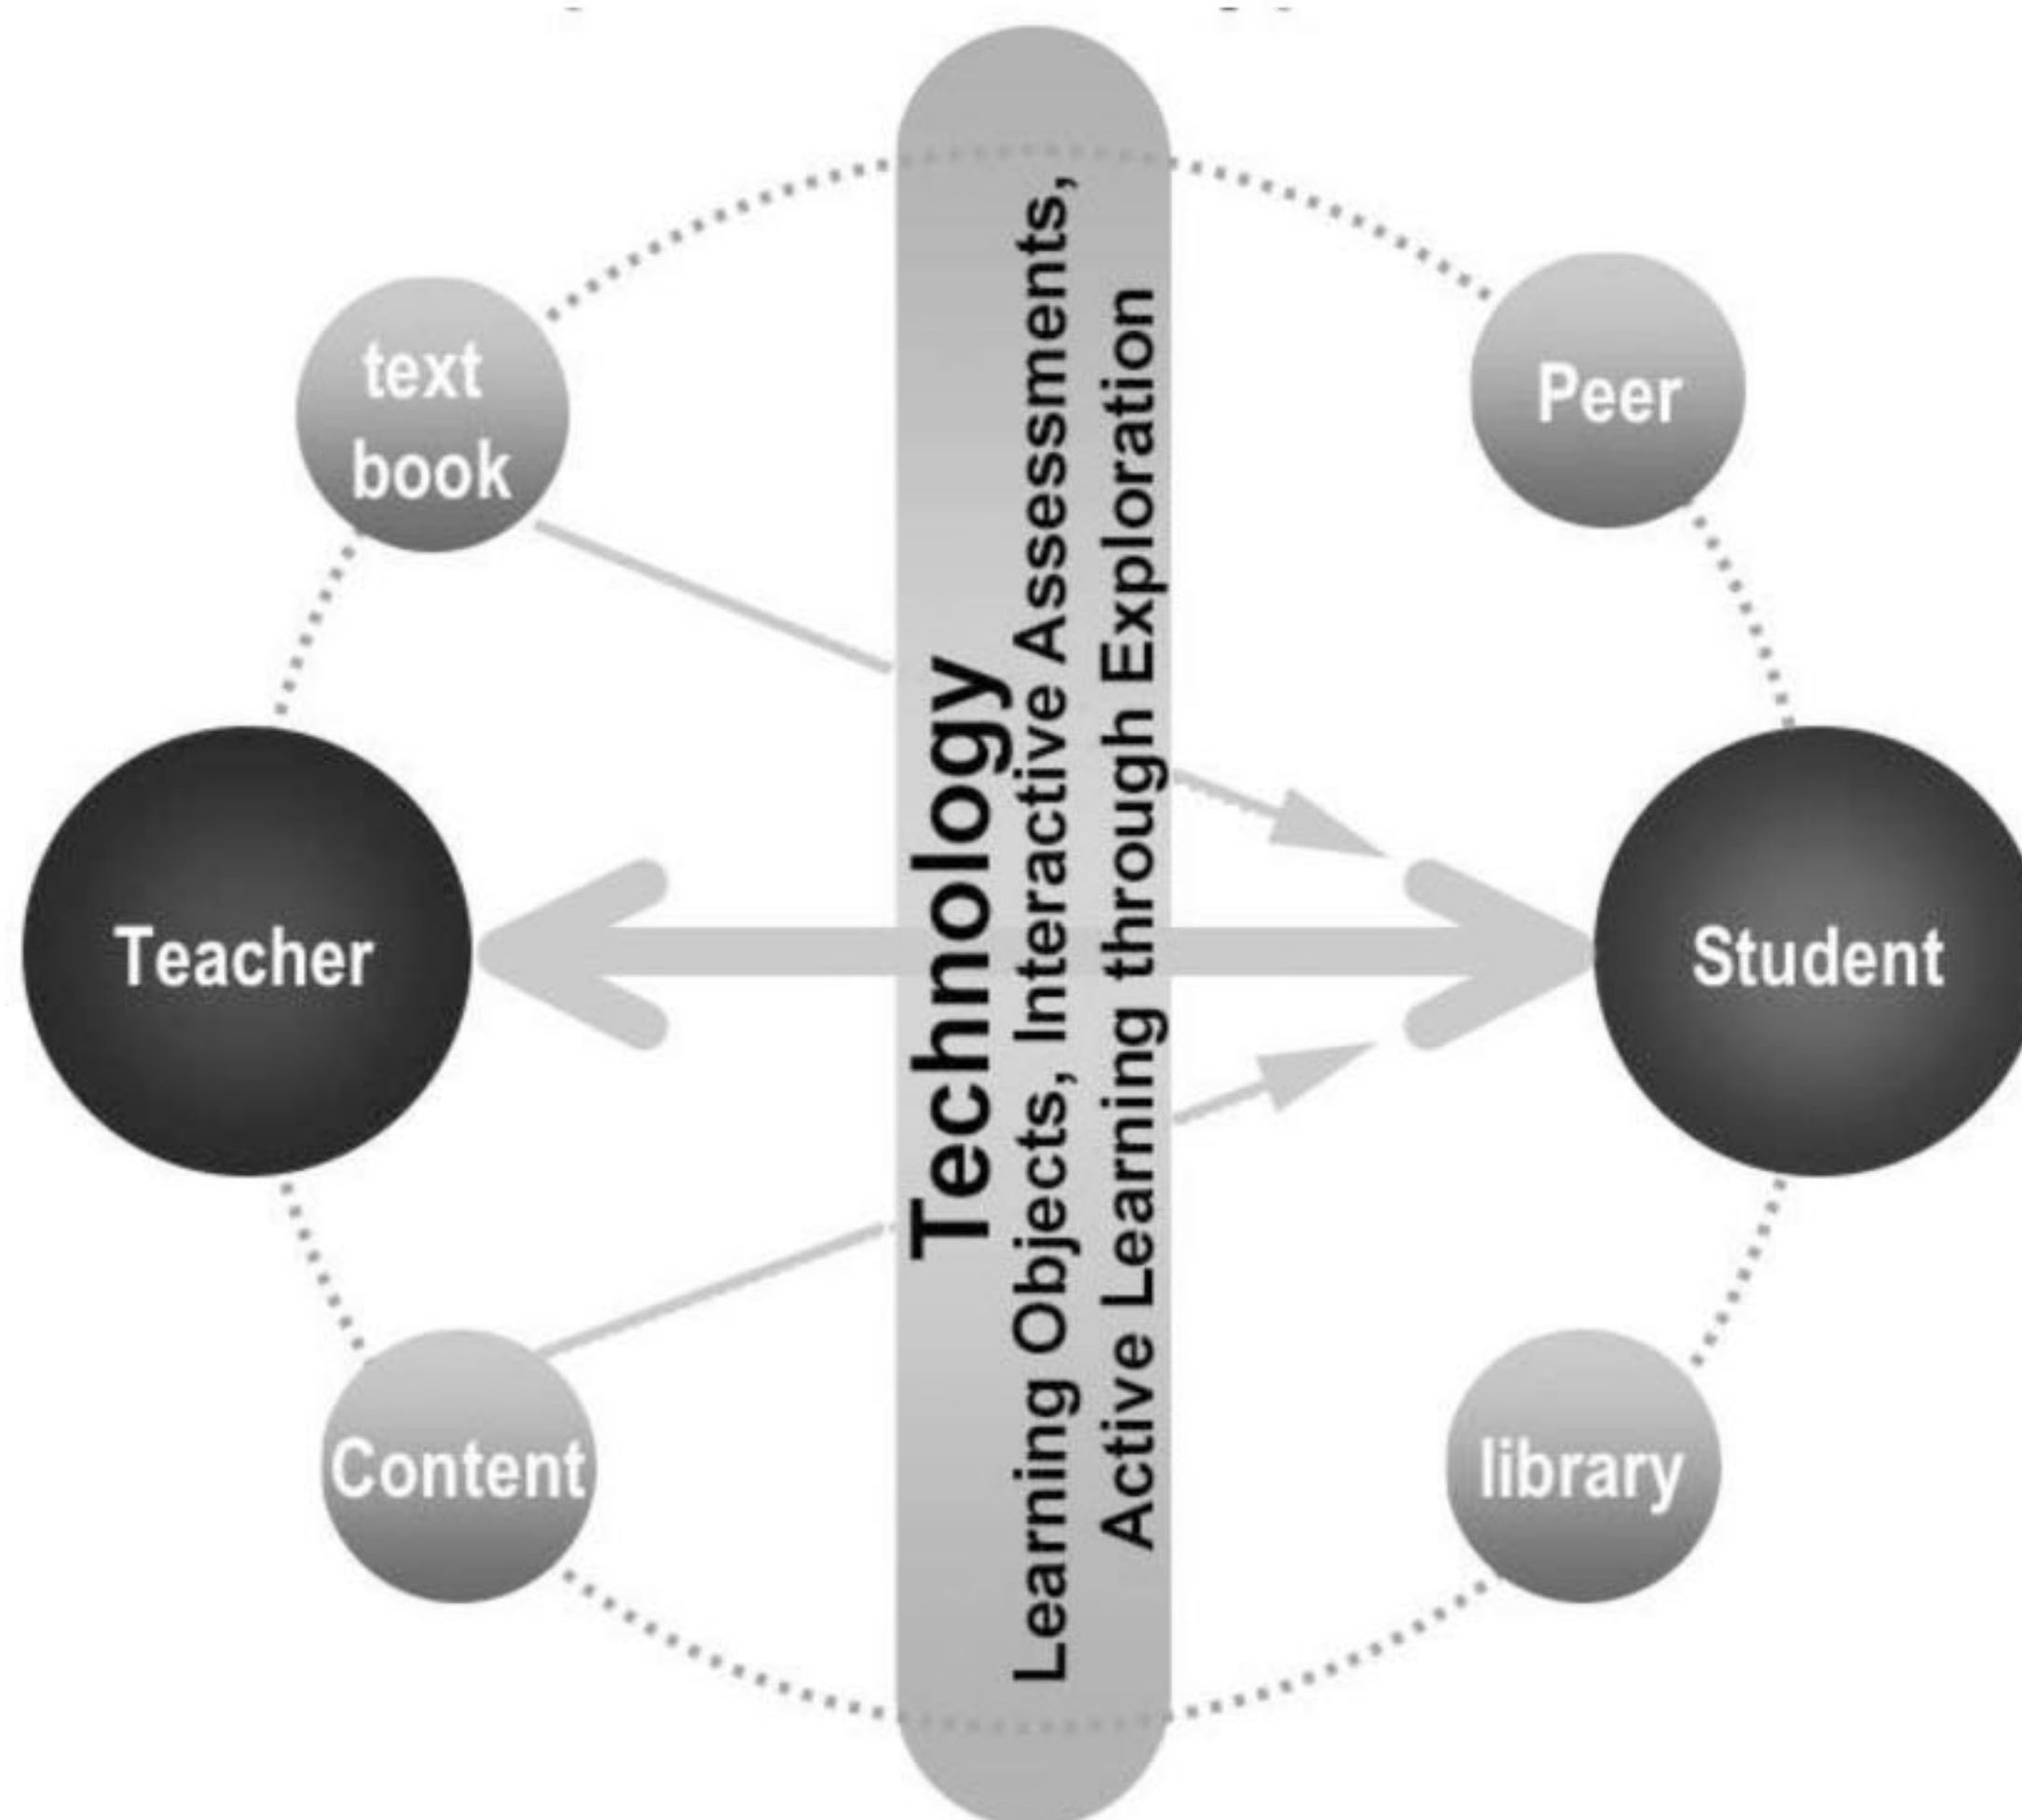 text
book
Peer
Technology
Learning Objects, Interactive Assessments,
Active Learning through Exploration
Teacher
Student
Content
library